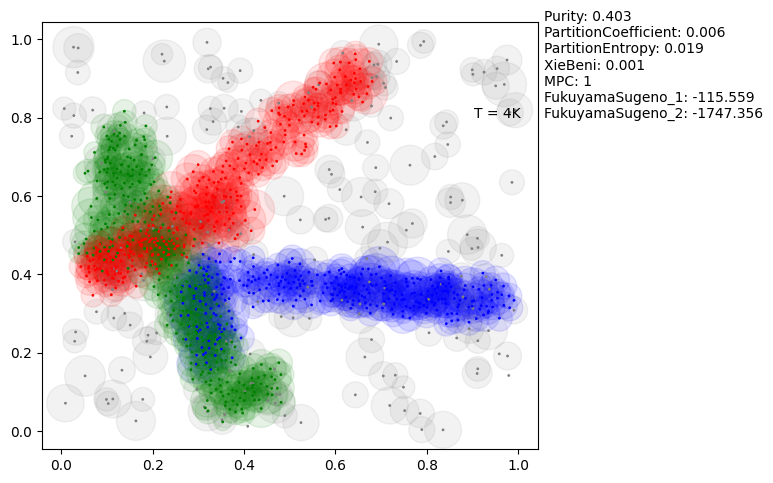 Purity: 0.403
PartitionCoefficient: 0.006
PartitionEntropy: 0.019
XieBeni: 0.001
MPC: 1
FukuyamaSugeno_1: -115.559
FukuyamaSugeno_2: -1747.356
T = 4K
1.0
0.8
0.6
0.4
0.2
0.0
0.0 0.2 0.4 0.6 0.8 1.0